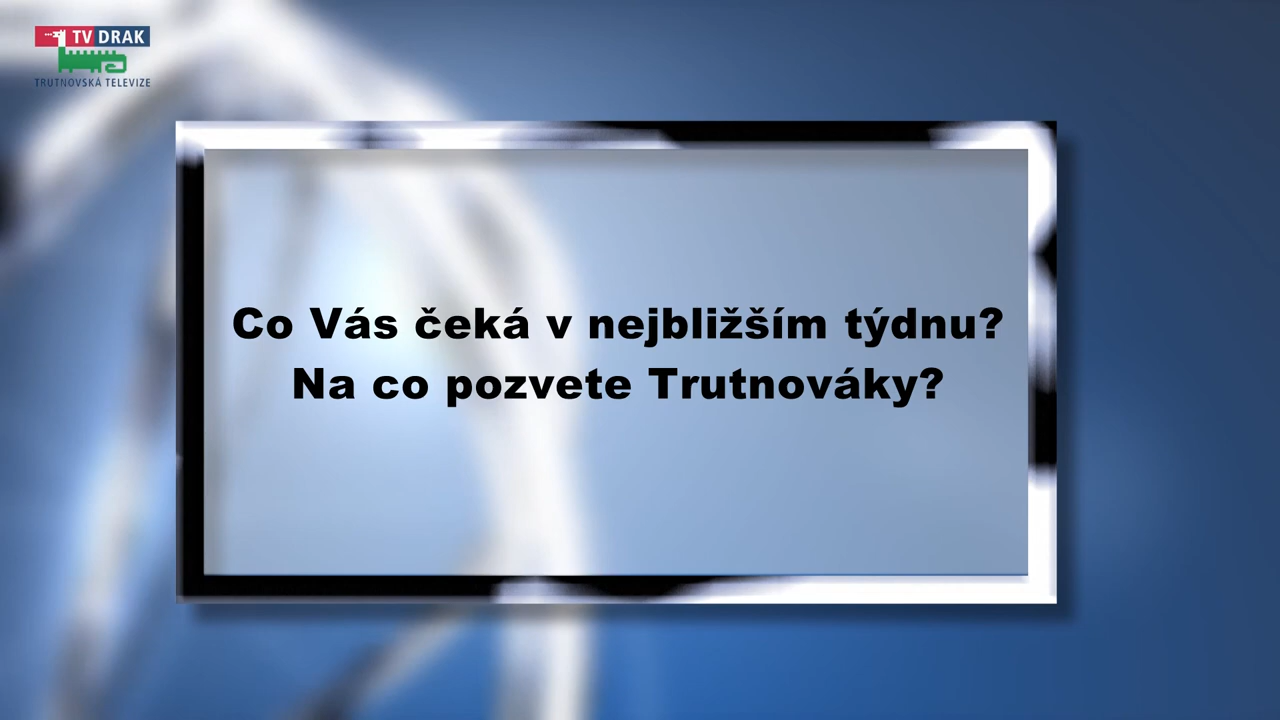 TV DRAK
TRUTNOVSKÁ TELEVIZE
Co Vás čeká v nejbližším týdnu?
Na co pozvete Trutnováky?